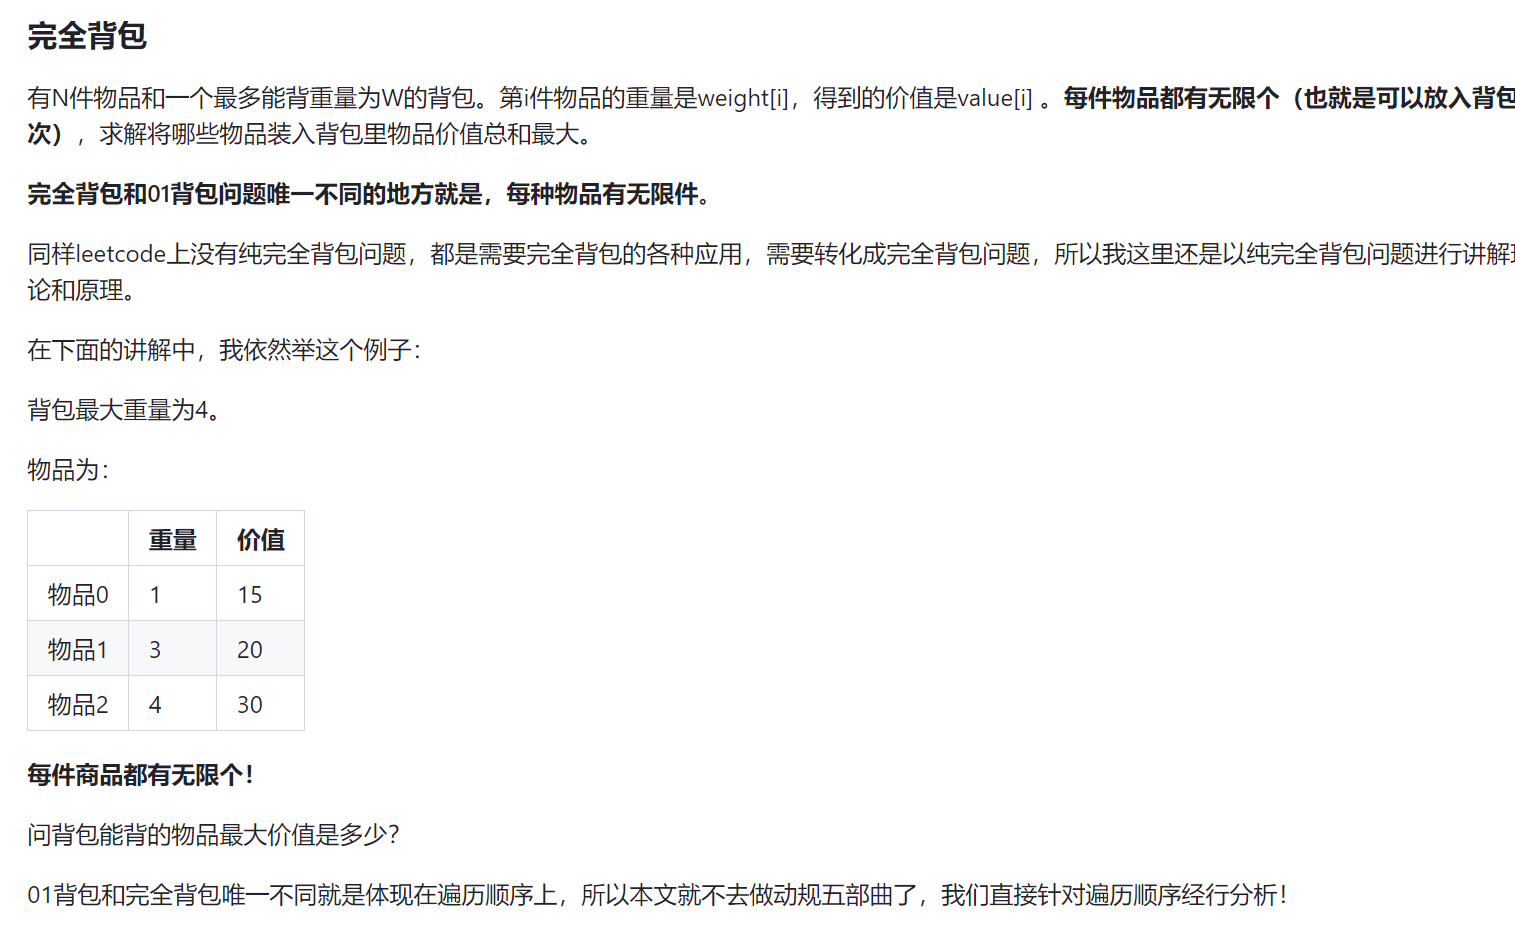 完全背包
有N件物品和一个最多能背重量为W的背包。第i件物品的重量是weight[i]，得到的价值是value[i] 。每件物品都有无限个（也就是可以放入背包
次），求解将哪些物品装入背包里物品价值总和最大。
完全背包和01背包问题唯一不同的地方就是，每种物品有无限件。
同样leetcode上没有纯完全背包问题，都是需要完全背包的各种应用，需要转化成完全背包问题，所以我这里还是以纯完全背包问题进行讲解
论和原理。
在下面的讲解中，我依然举这个例子：
背包最大重量为4。
物品为：
重量 价值
物品0 1 15
物品1 3 20
物品2 4 30
每件商品都有无限个！
问背包能背的物品最大价值是多少？
01背包和完全背包唯一不同就是体现在遍历顺序上，所以本文就不去做动规五部曲了，我们直接针对遍历顺序经行分析！